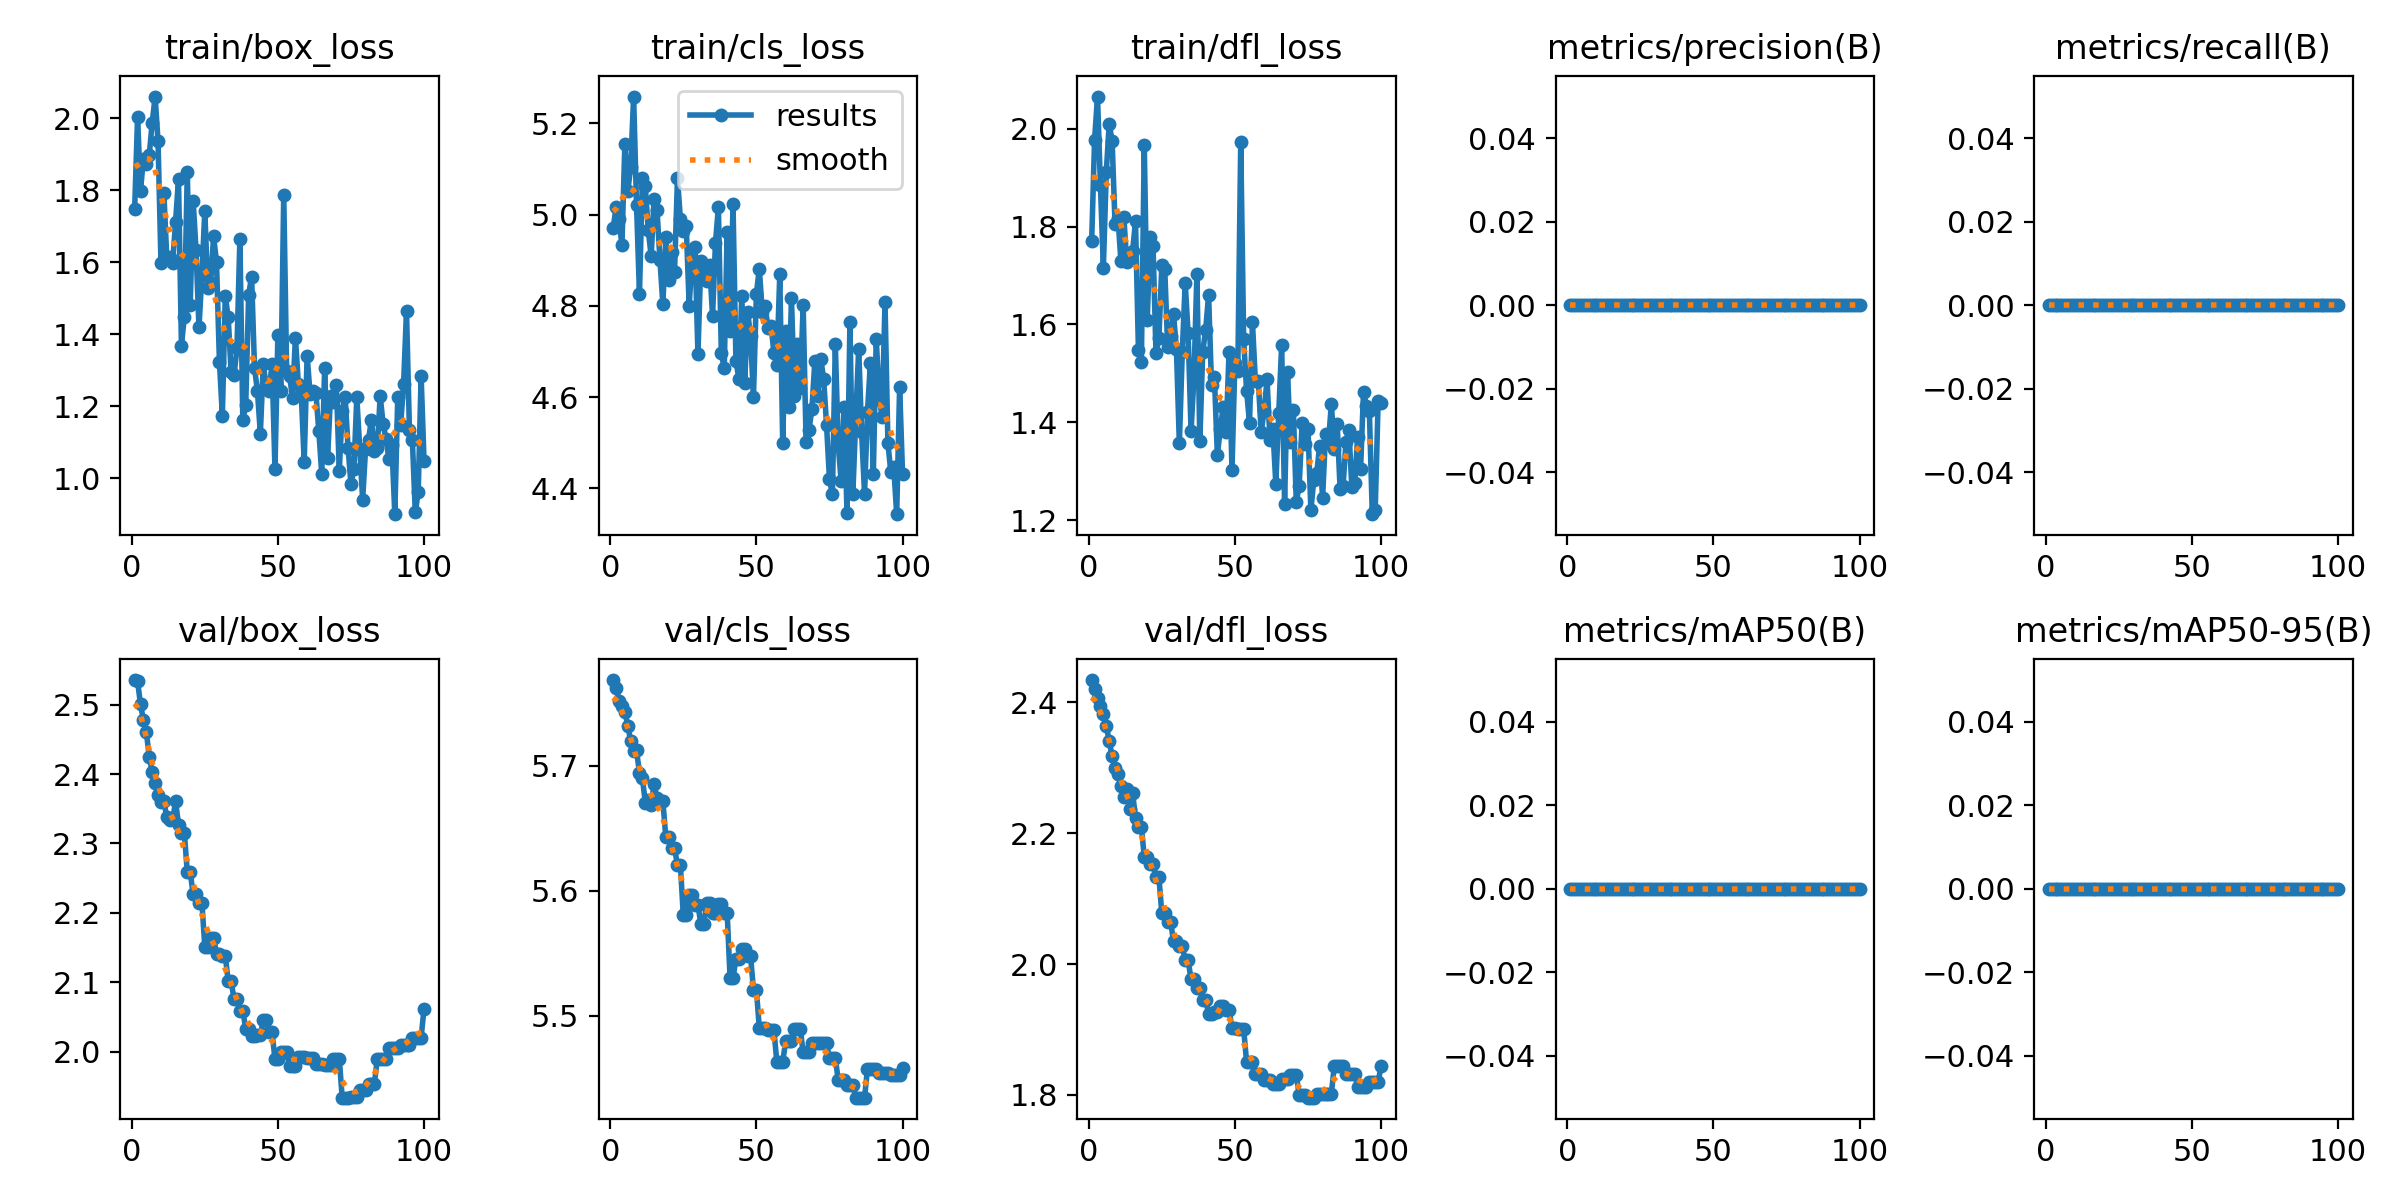 train/box_loss
train/cls_loss
train/dfl_loss
metrics/precision(B)
metrics/recall(B)
results
smooth
2.0
1.8
1.6
1.4
1.2
1.0
0 50 100
5.2
5.0
4.8
4.6
4.4
0 50 100
2.0
1.8
1.6
1.4
1.2
0 50 100
0.04
0.02
0.00
−0.02
−0.04
0 50 100
0.04
0.02
0.00
−0.02
−0.04
0 50 100
val/box_loss
val/cls_loss
val/dfl_loss
metrics/mAP50(B)
metrics/mAP50-95(B)
2.5
2.4
2.3
2.2
2.1
2.0
0 50 100
5.7
5.6
5.5
0 50 100
2.4
2.2
2.0
1.8
0 50 100
0.04
0.02
0.00
−0.02
−0.04
0 50 100
0.04
0.02
0.00
−0.02
−0.04
0 50 100